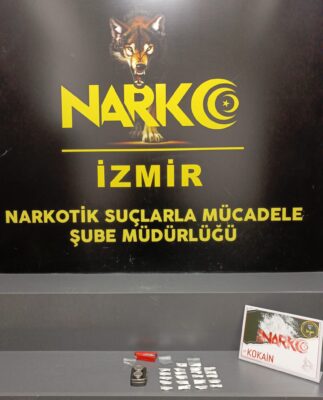 NARKO
İZMİR
NARKOTİK SUÇLARLA MÜCADELE
ŞUBE MÜDÜRLÜĞÜ
NARKO
KOKAİN